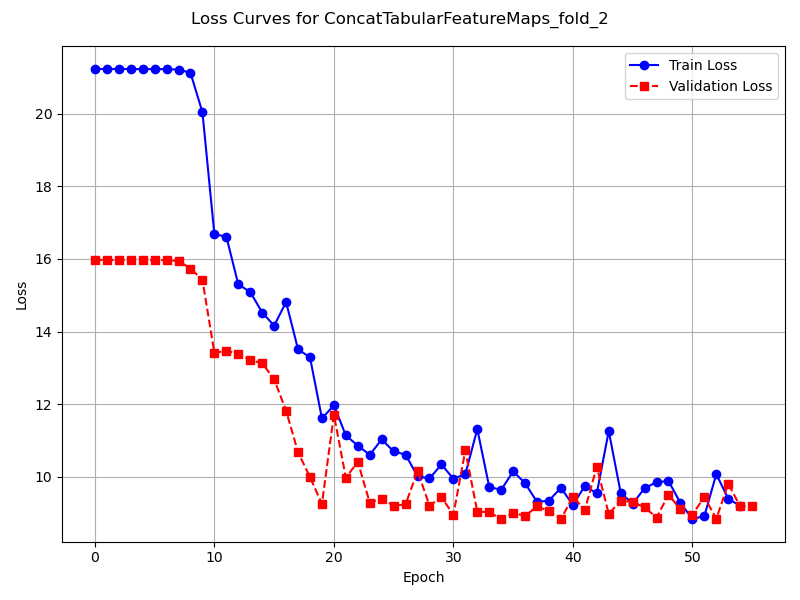 Loss Curves for ConcatTabularFeatureMaps_fold_2
Train Loss
Validation Loss
20
18
16
14
12
10
Loss
0 10 20 30 40 50
Epoch